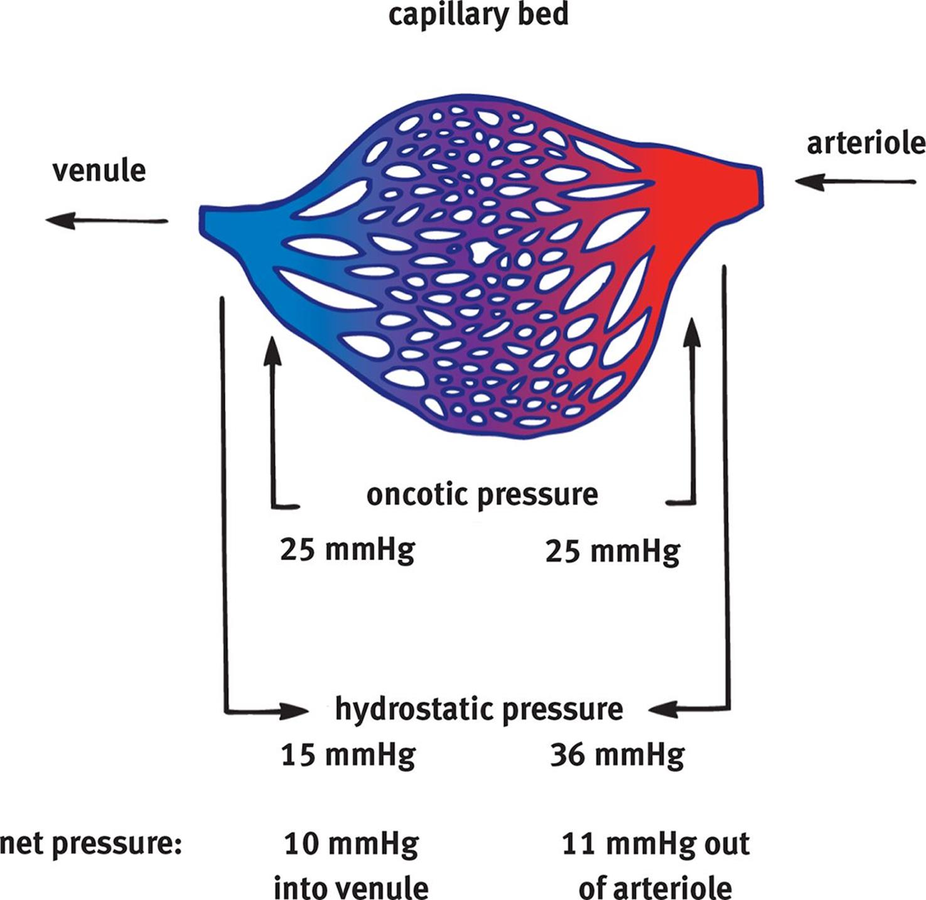 capillary bed
arteriole
venule
oncotic pressure
25 mmHg 25 mmHg
hydrostatic pressure
15 mmHg 36 mmHg
net pressure: 10 mmHg 11 mmHg out
into venule of arteriole